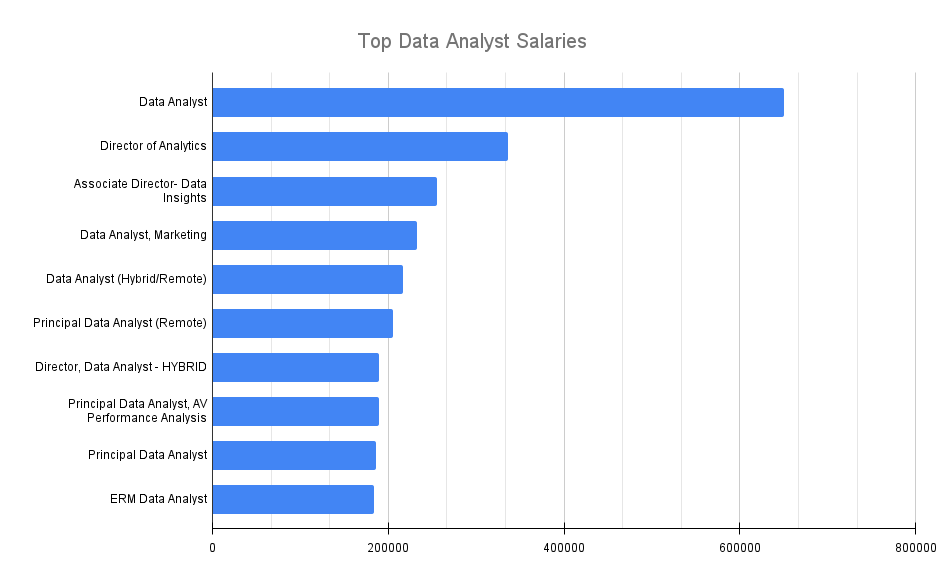 Top Data Analyst Salaries
Data Analyst
Director of Analytics
Associate Director- Data
Insights
Data Analyst, Marketing
Data Analyst (Hybrid/Remote)
Principal Data Analyst (Remote)
Director, Data Analyst - HYBRID
Principal Data Analyst, AV
Performance Analysis
Principal Data Analyst
ERM Data Analyst
0
200000
400000
600000
800000